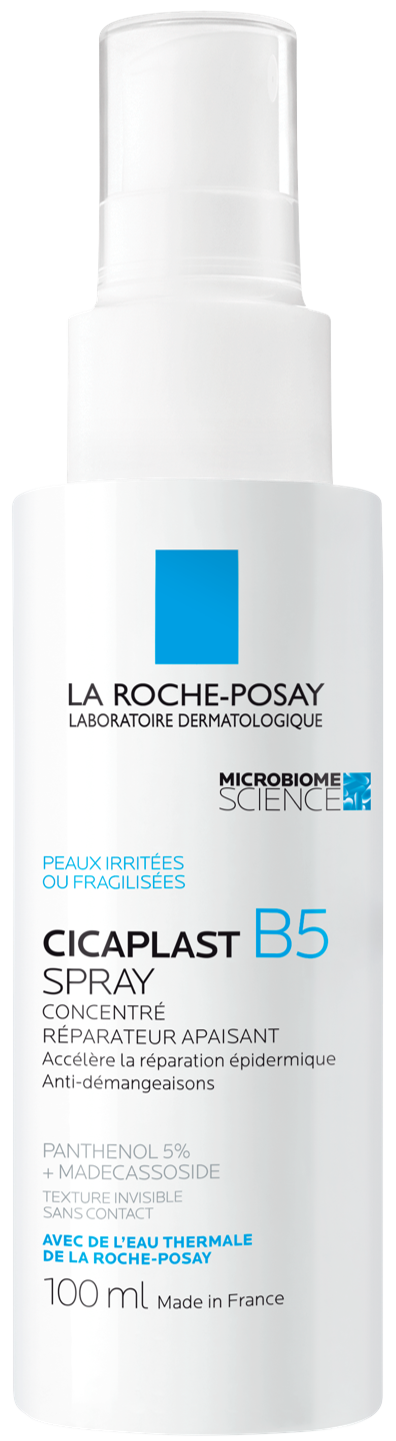 LA ROCHE-POSAY
LABORATOIRE DERMATOLOGIQUE
MICROBIOME
SCIENCE
PEAUX IRRITÉES
OU FRAGILISÉES
CICAPLAST B5
SPRAY
CONCENTRÉ
RÉPARATEUR APAISANT
Accélère la réparation épidermique
Anti-démangeaisons
PANTHENOL 5%
+ MADECASSOSIDE
TEXTURE INVISIBLE
SANS CONTACT
AVEC DE L'EAU THERMALE
DE LA ROCHE-POSAY
100 ml Made in France